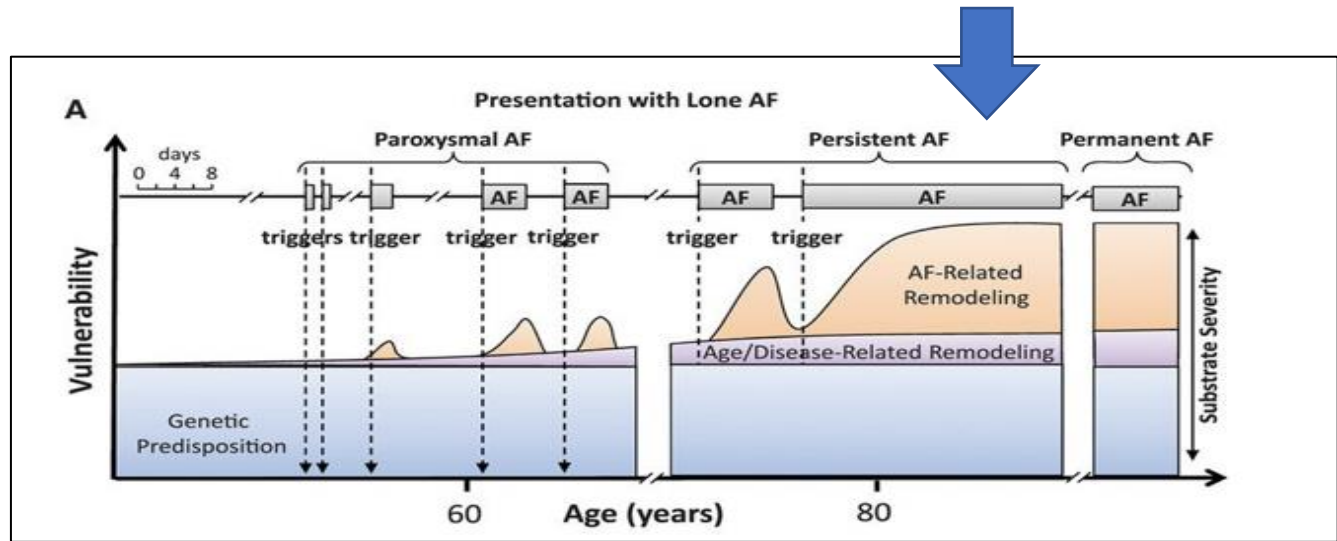 A
Presentation with Lone AF
days
0 4 8
Paroxysmal AF
Persistent AF
Permanent AF
AF
AF
AF
AF
AF
triggers
trigger
trigger
trigger
trigger
trigger
Vulnerability
AF-Related
Remodeling
Age/Disease-Related Remodeling
Genetic
Predisposition
Substrate Severity
60
Age (years)
80